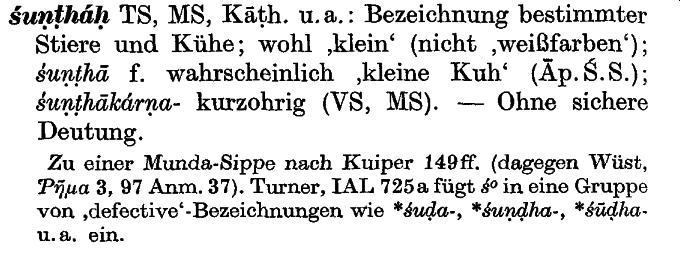 śuṇṭháḥ TS, MS, Kāṭh. u. a.: Bezeichnung bestimmter
Stiere und Kühe; wohl ‚klein‘ (nicht ‚weißfarben‘);
śuṇṭhā f. wahrscheinlich ‚kleine Kuh‘ (Āp.Ś.S.);
śuṇṭhākárṇa- kurzohrig (VS, MS). — Ohne sichere
Deutung.
Zu einer Munda-Sippe nach Kuiper 149ff. (dagegen Wüst,
Ῥῆμα 3, 97 Anm. 37). Turner, IAL 725a fügt ś° in eine Gruppe
von ‚defective‘-Bezeichnungen wie *śuḍa-, *śuṇḍha-, *śūḍha-
u. a. ein.